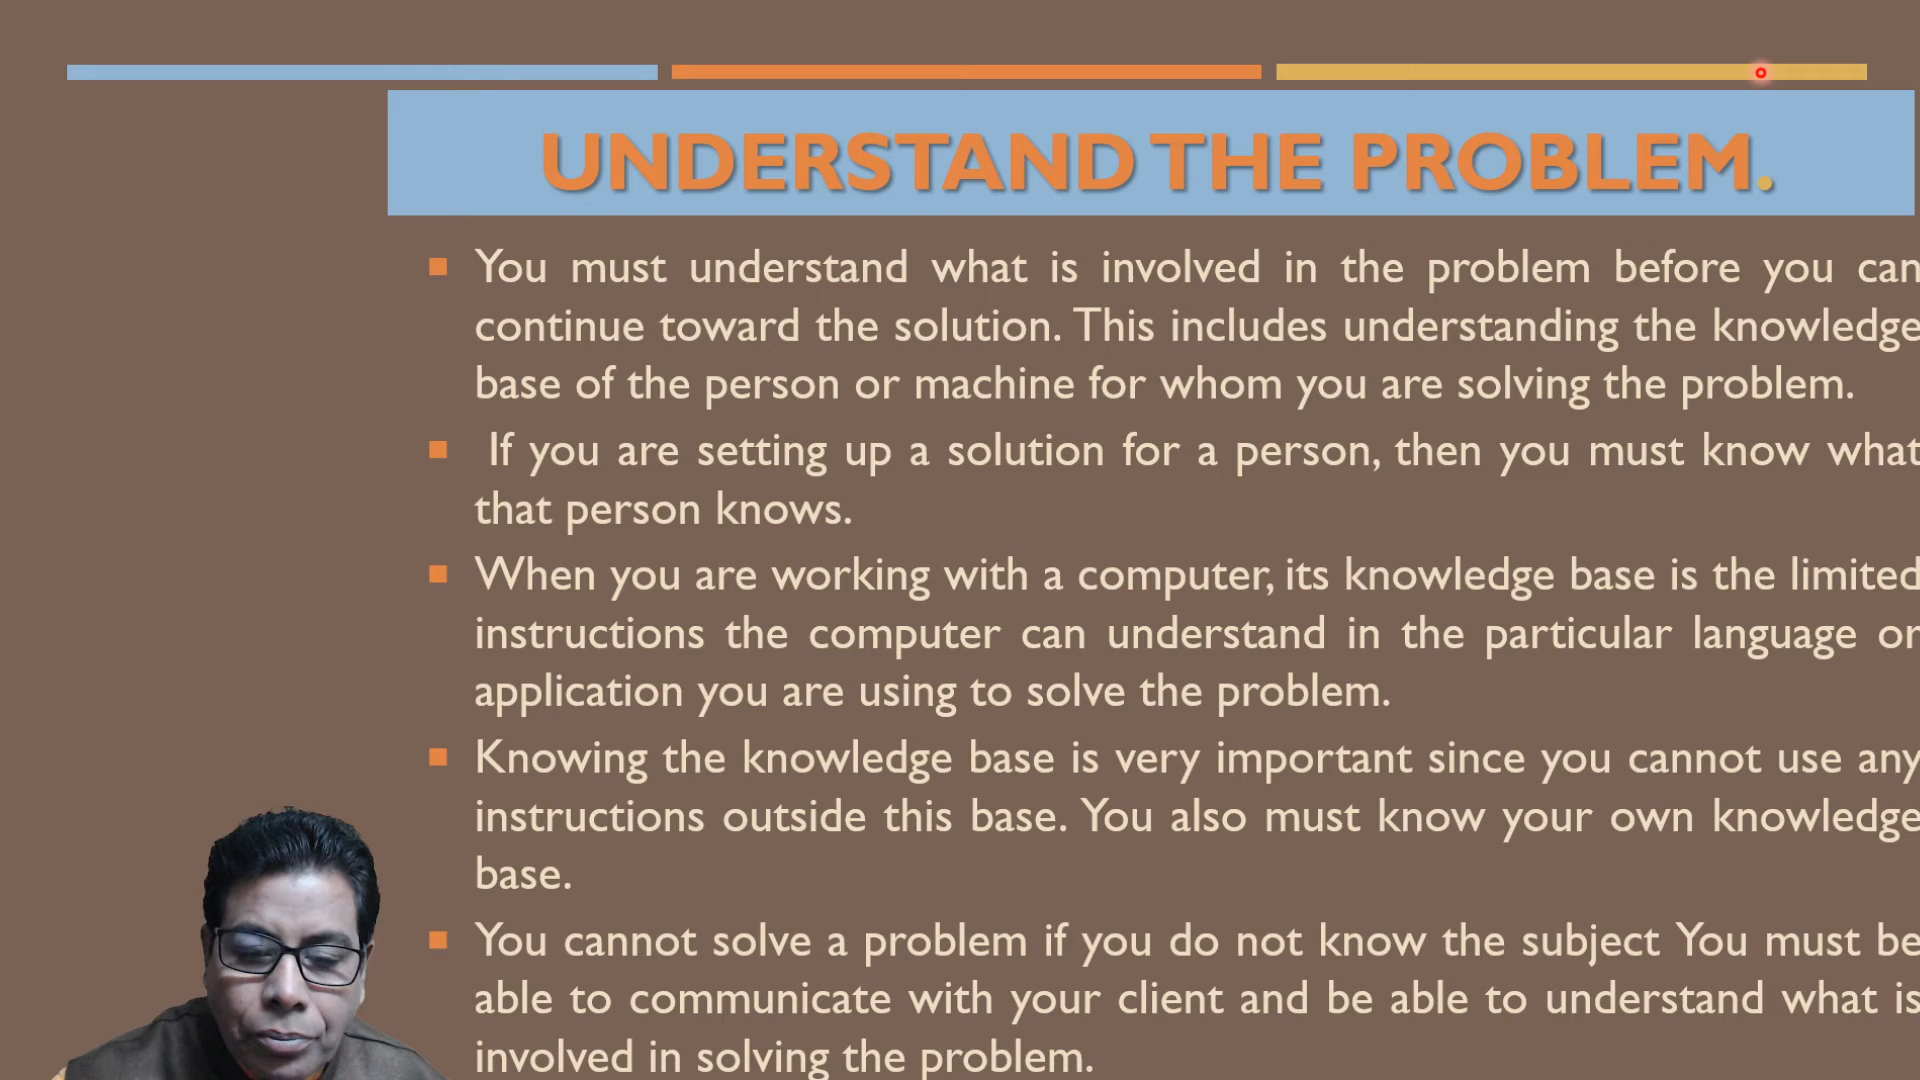 UNDERSTAND THE PROBLEM.
You must understand what is involved in the problem before you can
continue toward the solution. This includes understanding the knowledge
base of the person or machine for whom you are solving the problem.
If you are setting up a solution for a person, then you must know what
that person knows.
When you are working with a computer, its knowledge base is the limited
instructions the computer can understand in the particular language or
application you are using to solve the problem.
Knowing the knowledge base is very important since you cannot use any
instructions outside this base. You also must know your own knowledge
base.
You cannot solve a problem if you do not know the subject You must be
able to communicate with your client and be able to understand what is
involved in solving the problem.